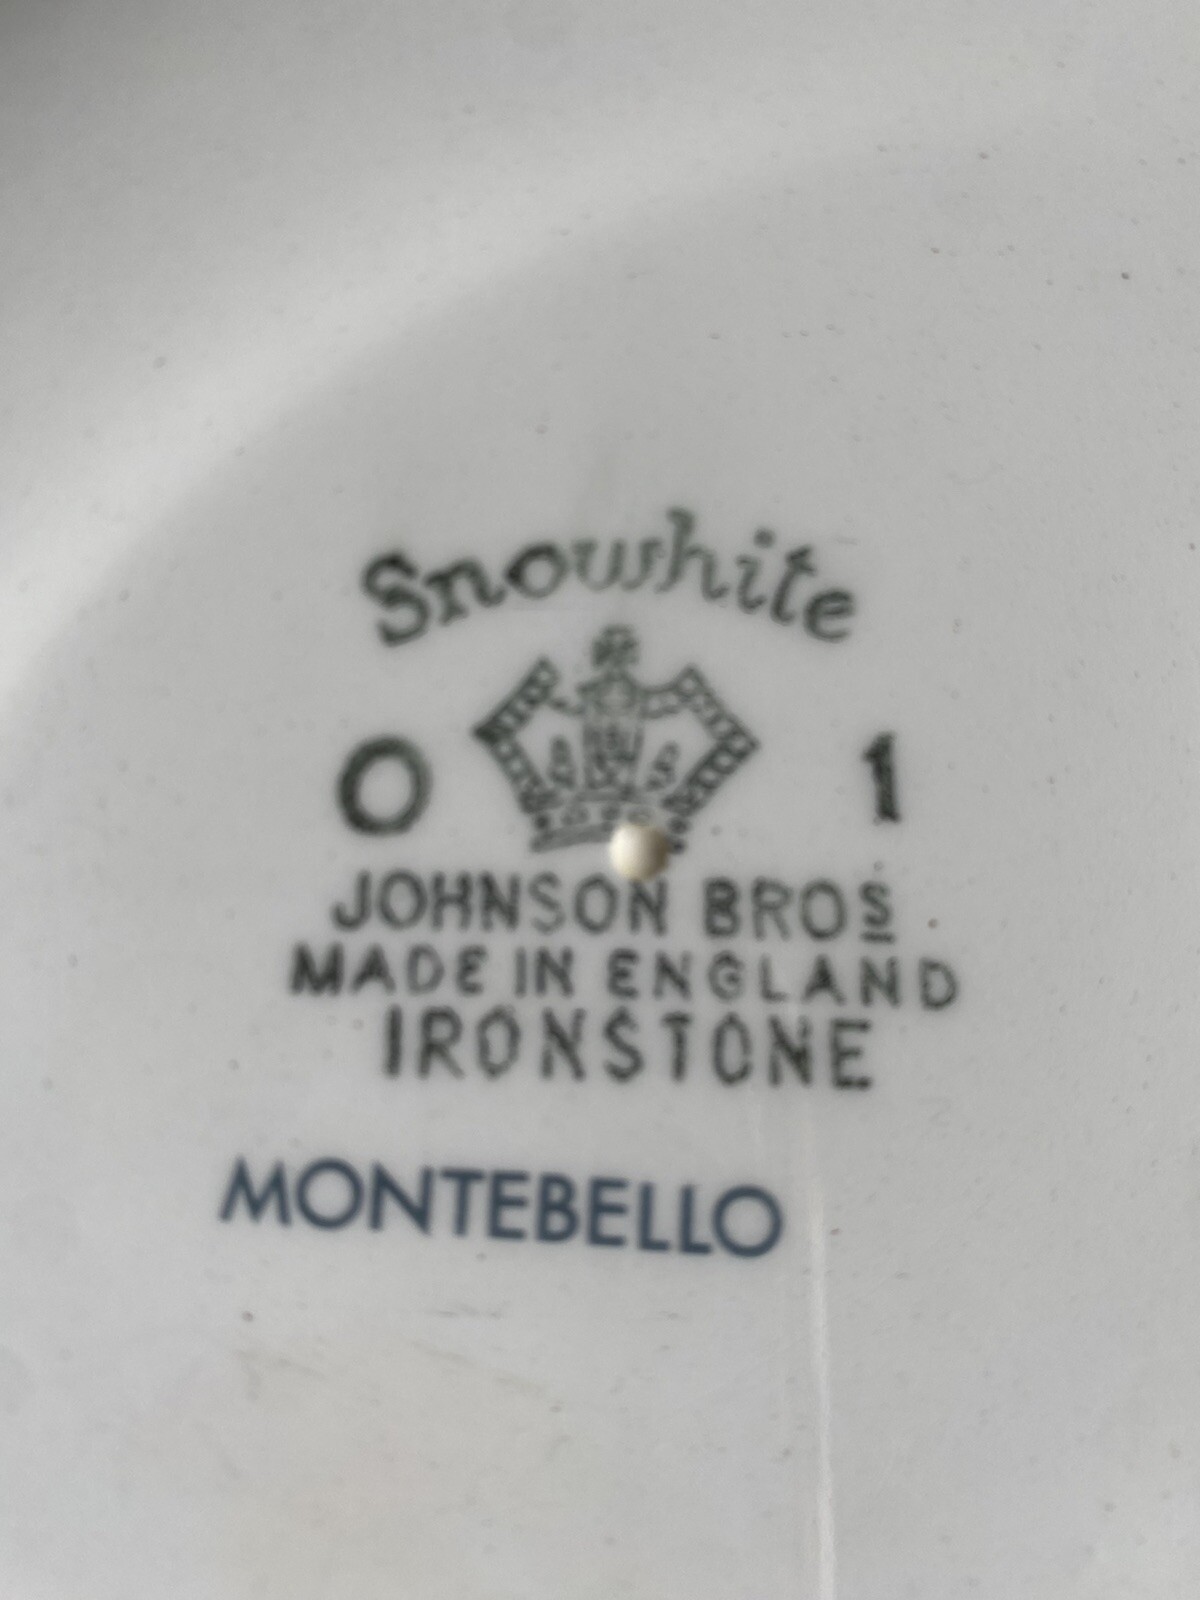 Snowhite
O 1
JOHNSON BROS
MADE IN ENGLAND
IRONSTONE
MONTEBELLO